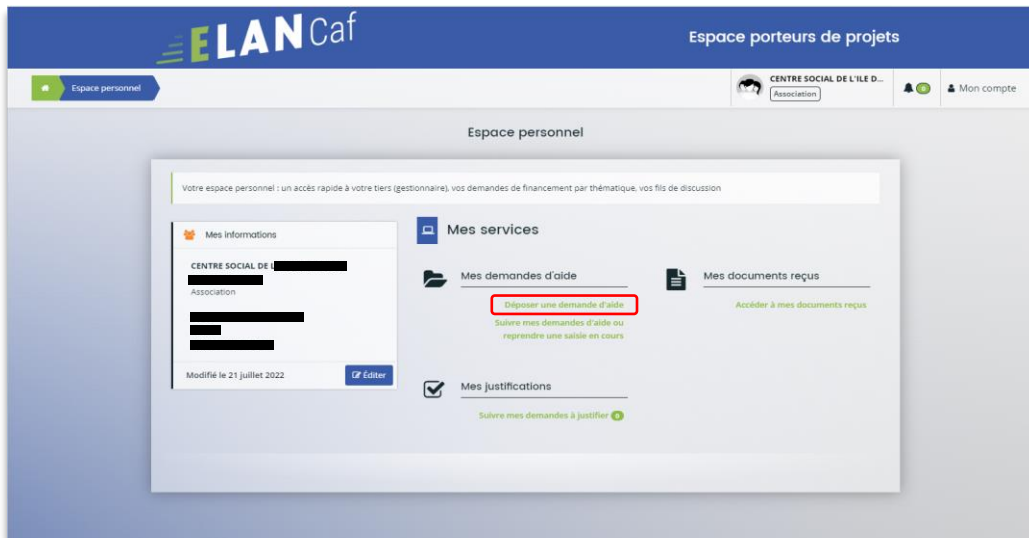 ELANCaf
Espace porteurs de projets
Espace personnel
CENTRE SOCIAL DE L'ILE D...
Association
0
Mon compte
Espace personnel
Votre espace personnel : un accès rapide à votre tiers (gestionnaire), vos demandes de financement par thématique, vos fils de discussion
Mes informations
CENTRE SOCIAL DE
Association
Modifié le 21 juillet 2022
Éditer
Mes services
Mes demandes d'aide
Déposer une demande d'aide
Suivre mes demandes d'aide ou
reprendre une saisie en cours
Mes documents reçus
Accéder à mes documents reçus
Mes justifications
Suivre mes demandes à justifier 0